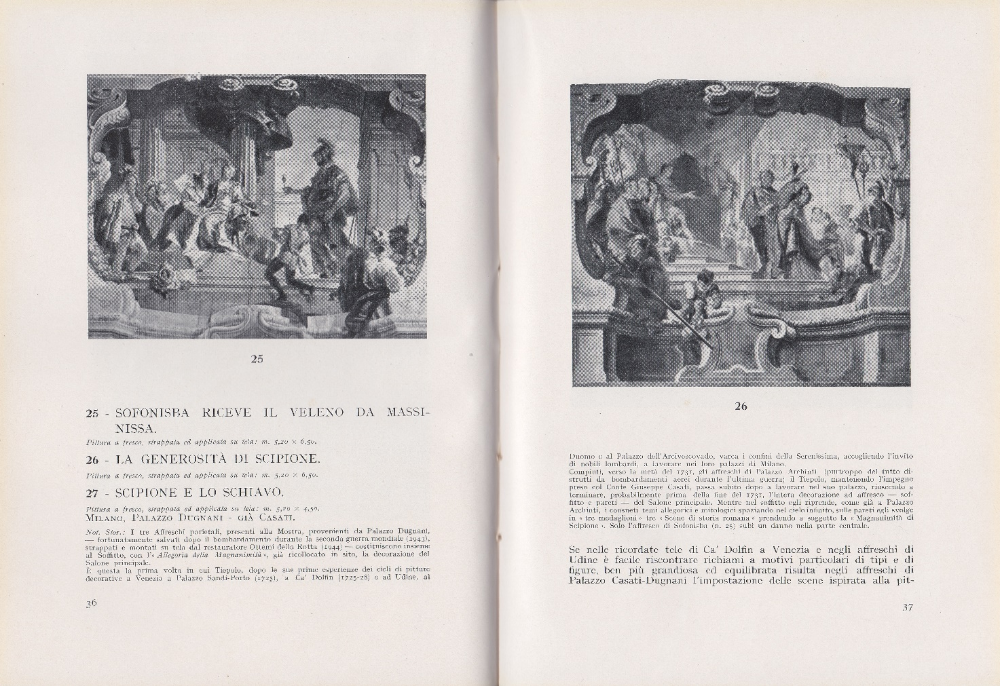 25
25 - SOFONISBA RICEVE IL VELENO DA MASSI-
NISSA.
Pittura a fresco, strappata ed applicata su tela: m. 5,20 × 6,50.
26 - LA GENEROSITÀ DI SCIPIONE.
Pittura a fresco, strappata ed applicata su tela: m. 5,20 × 6,50.
27 - SCIPIONE E LO SCHIAVO.
Pittura a fresco, strappata ed applicata su tela: m. 5,20 × 4,50.
MILANO, PALAZZO DUGNANI - GIÀ CASATI.
Not. Stor.: I tre Affreschi parietali, presenti alla Mostra, provenienti da Palazzo Dugnani,
— fortunatamente salvati dopo il bombardamento durante la seconda guerra mondiale (1943),
strappati e montati su tela dal restauratore Ottemi della Rotta (1944) — costituiscono insieme
al Soffitto, con l'« Allegoria della Magnanimità », già ricollocato in sito, la decorazione del
Salone principale.
È questa la prima volta in cui Tiepolo, dopo le sue prime esperienze dei cicli di pitture
decorative a Venezia a Palazzo Sandi-Porto (1725), a Ca' Dolfin (1725-28) e ad Udine, al
36
26
Duomo e al Palazzo dell'Arcivescovado, varca i confini della Serenissima, accogliendo l'invito
di nobili lombardi, a lavorare nei loro palazzi di Milano.
Compiuti, verso la metà del 1731, gli affreschi di Palazzo Archinti (purtroppo del tutto di-
strutti da bombardamenti aerei durante l'ultima guerra); il Tiepolo, mantenendo l'impegno
preso col Conte Giuseppe Casati, passa subito dopo a lavorare nel suo palazzo, riuscendo a
terminare, probabilmente prima della fine del 1731, l'intera decorazione ad affresco — sof-
fitto e pareti — del Salone principale. Mentre nel soffitto egli riprende, come già a Palazzo
Archinti, i consueti temi allegorici e mitologici spaziando nel cielo infinito, sulle pareti egli svolge
in « tre medaglioni » tre « Scene di storia romana » prendendo a soggetto la « Magnanimità di
Scipione ». Solo l'affresco di Sofonisba (n. 25) subì un danno nella parte centrale.
Se nelle ricordate tele di Ca' Dolfin a Venezia e negli affreschi di
Udine è facile riscontrare richiami a motivi particolari di tipi e di
figure, ben più grandiosa ed equilibrata risulta negli affreschi di
Palazzo Casati-Dugnani l'impostazione delle scene ispirata alla pit-
37